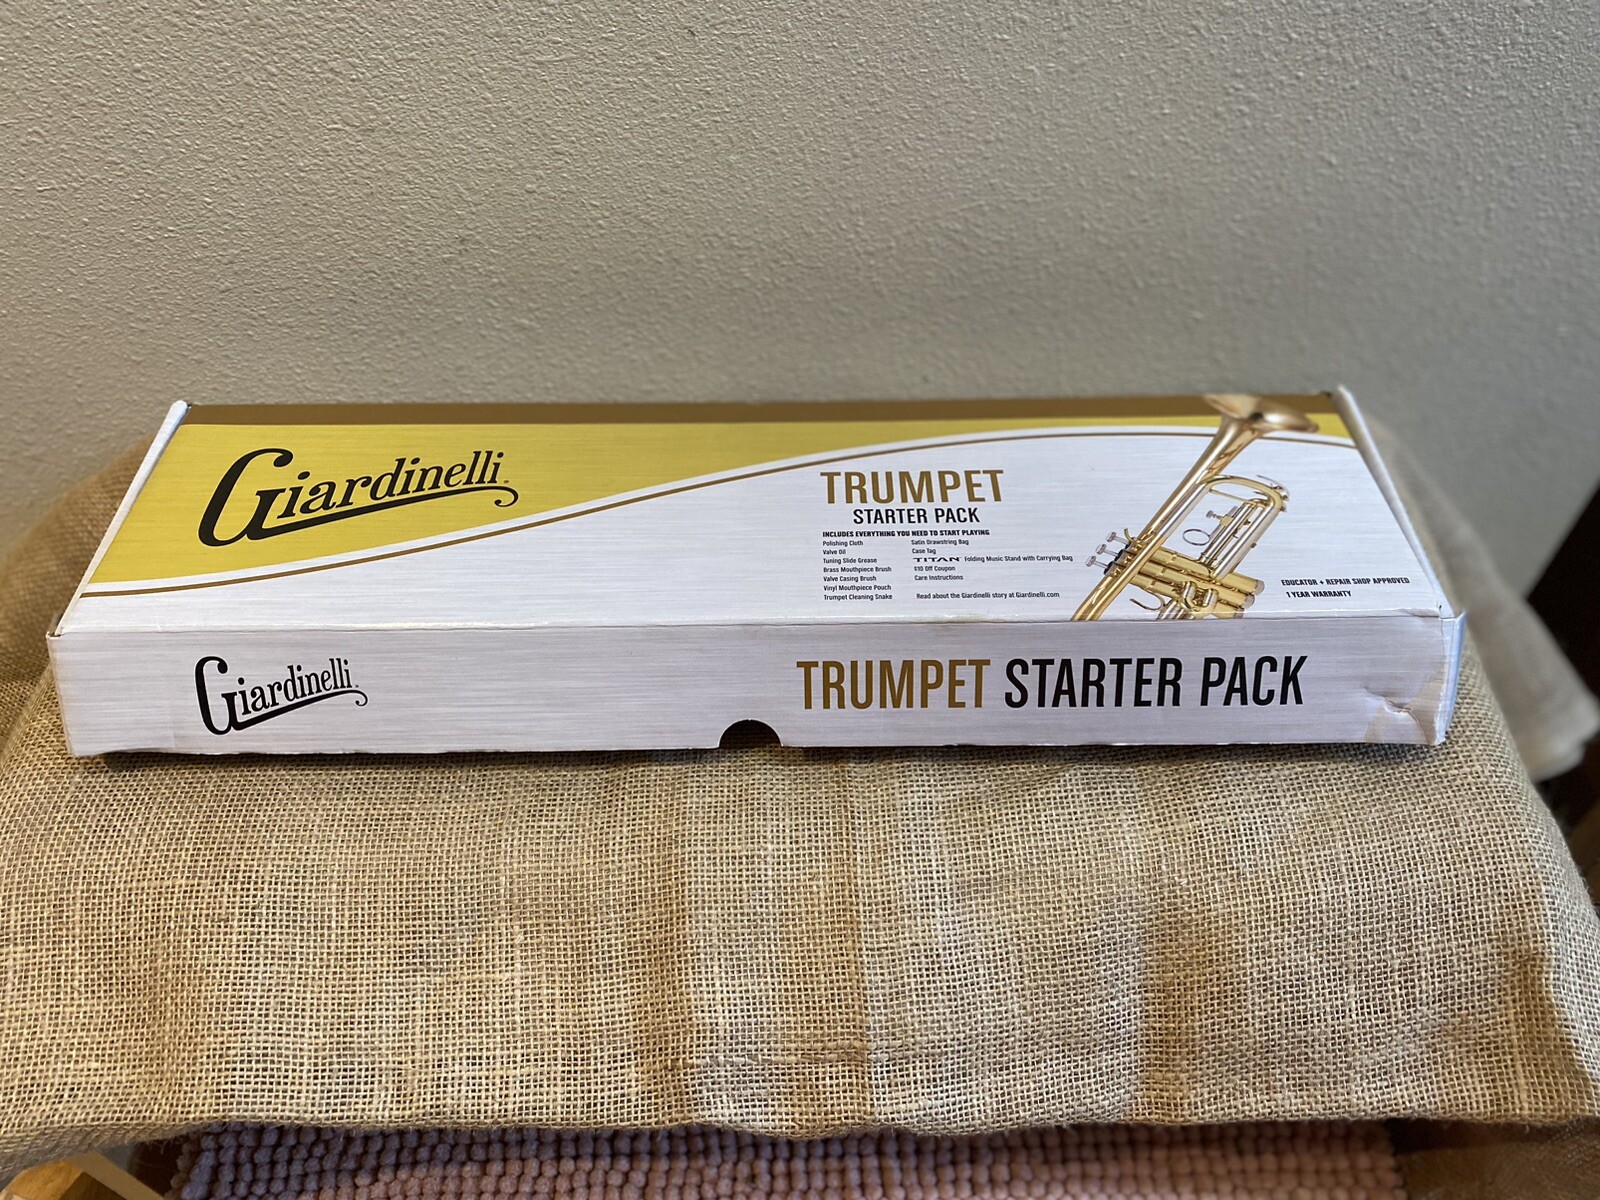 Giardinelli
TRUMPET
STARTER PACK
INCLUDES EVERYTHING YOU NEED TO START PLAYING
Polishing Cloth
Valve Oil
Tuning Slide Grease
Brass Mouthpiece Brush
Valve Casing Brush
Vinyl Mouthpiece Pouch
Trumpet Cleaning Snake
Satin Drawstring Bag
Case Tag
TITAN Folding Music Stand with Carrying Bag
$10 Off Coupon
Care Instructions
Read about the Giardinelli story at Giardinelli.com
EDUCATOR + REPAIR SHOP APPROVED
1 YEAR WARRANTY
Giardinelli
TRUMPET STARTER PACK